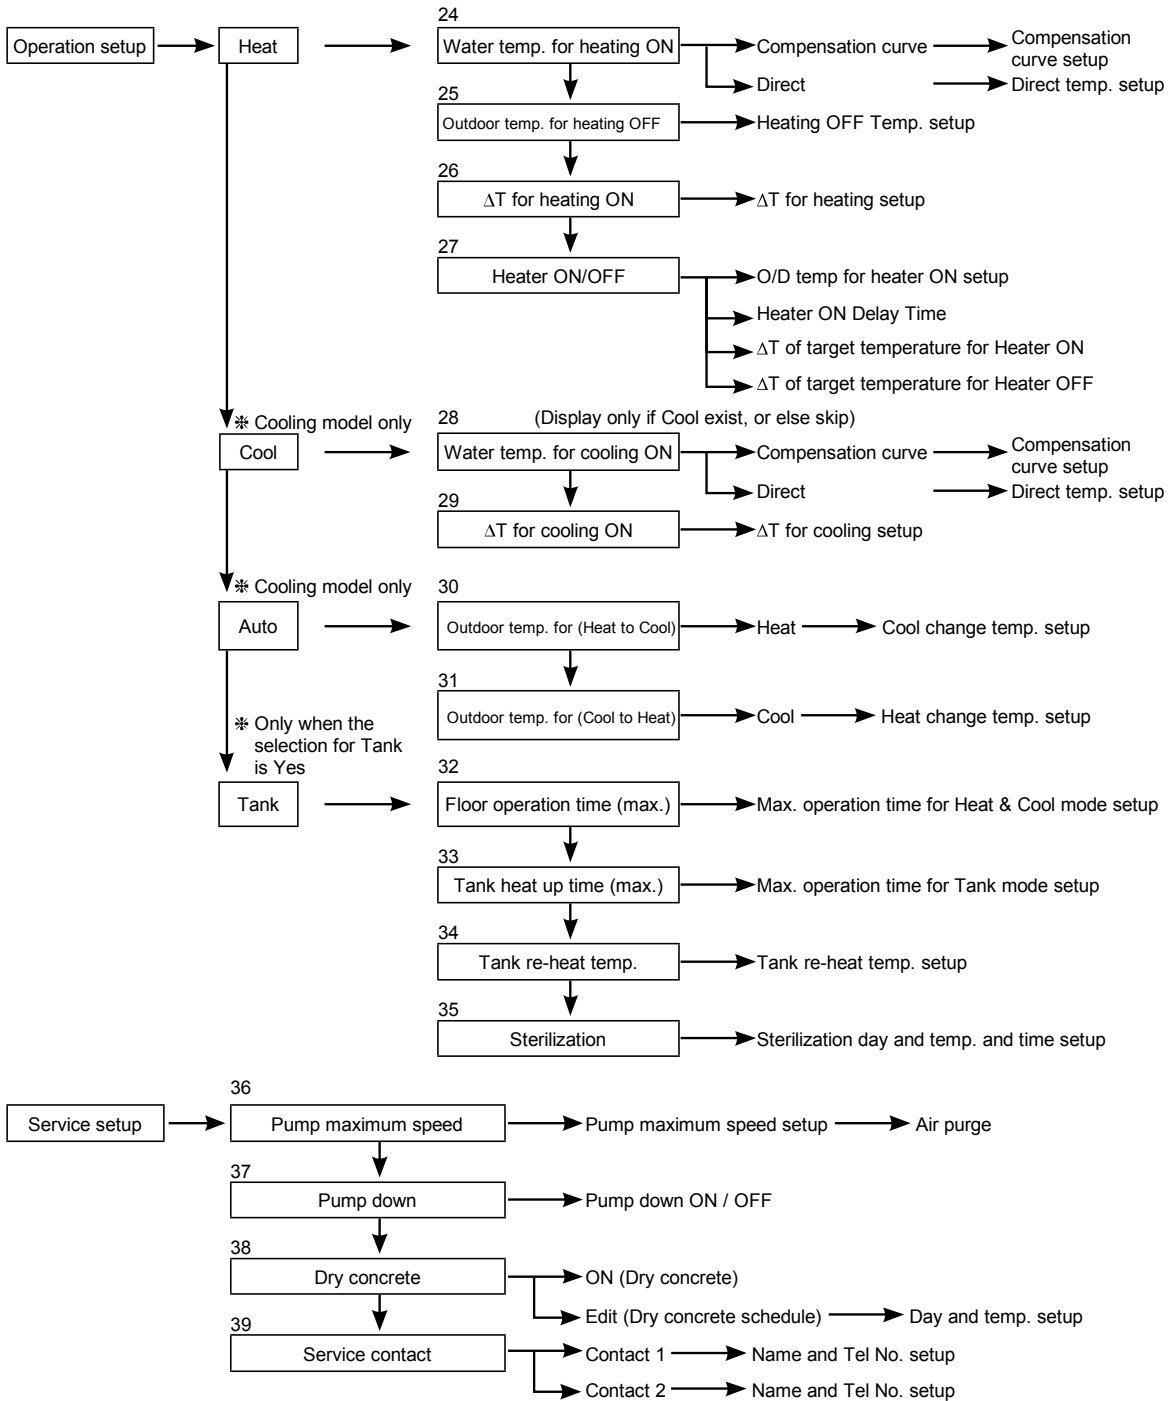 24
Operation setup
Heat
Water temp. for heating ON
Compensation curve
Compensation
curve setup
Direct
Direct temp. setup
25
Outdoor temp. for heating OFF
Heating OFF Temp. setup
26
ΔT for heating ON
ΔT for heating setup
27
Heater ON/OFF
O/D temp for heater ON setup
Heater ON Delay Time
ΔT of target temperature for Heater ON
ΔT of target temperature for Heater OFF
❉ Cooling model only
28
(Display only if Cool exist, or else skip)
Cool
Water temp. for cooling ON
Compensation curve
Compensation
curve setup
Direct
Direct temp. setup
29
ΔT for cooling ON
ΔT for cooling setup
❉ Cooling model only
30
Auto
Outdoor temp. for (Heat to Cool)
Heat
Cool change temp. setup
31
Outdoor temp. for (Cool to Heat)
Cool
Heat change temp. setup
❉ Only when the
selection for Tank
is Yes
32
Tank
Floor operation time (max.)
Max. operation time for Heat & Cool mode setup
33
Tank heat up time (max.)
Max. operation time for Tank mode setup
34
Tank re-heat temp.
Tank re-heat temp. setup
35
Sterilization
Sterilization day and temp. and time setup
36
Service setup
Pump maximum speed
Pump maximum speed setup
Air purge
37
Pump down
Pump down ON / OFF
38
Dry concrete
ON (Dry concrete)
Edit (Dry concrete schedule)
Day and temp. setup
39
Service contact
Contact 1
Name and Tel No. setup
Contact 2
Name and Tel No. setup